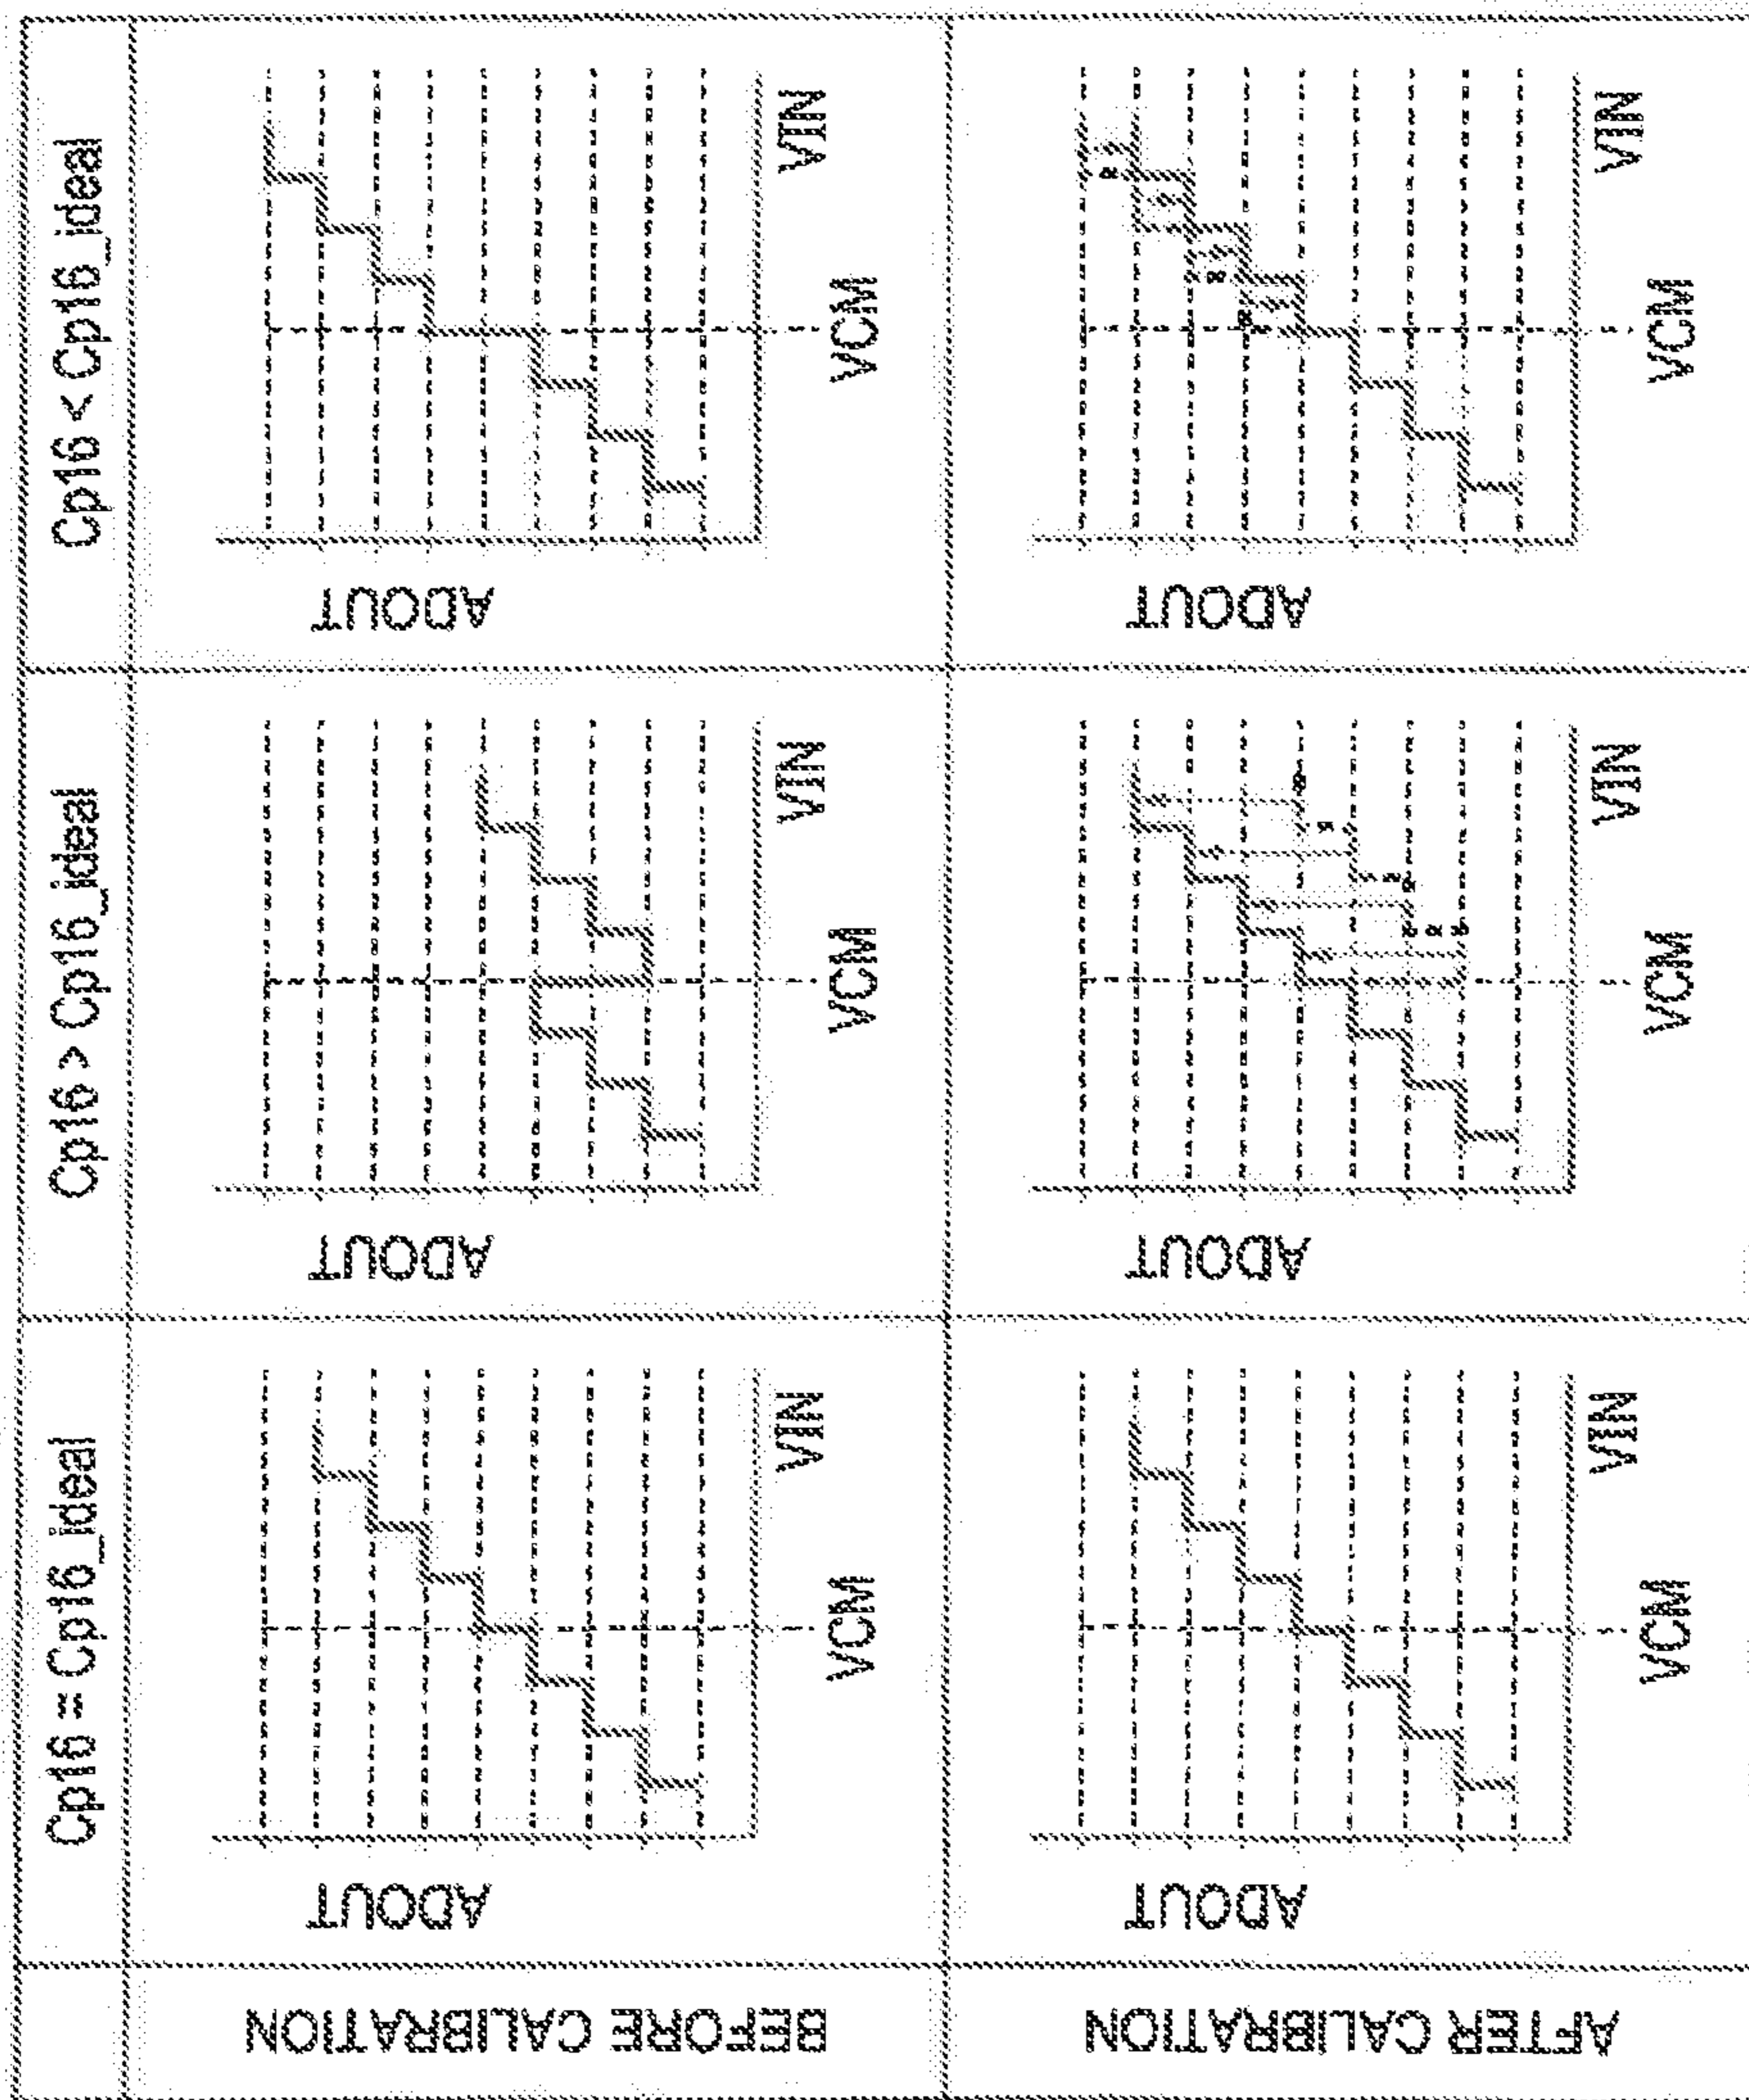 Cp16 = Cp16_ideal
Cp16 > Cp16_ideal
Cp16 < Cp16_ideal
BEFORE CALIBRATION
ADOUT
VCM
VIN
ADOUT
VCM
VIN
ADOUT
VCM
VIN
AFTER CALIBRATION
ADOUT
VCM
VIN
ADOUT
VCM
VIN
ADOUT
VCM
VIN